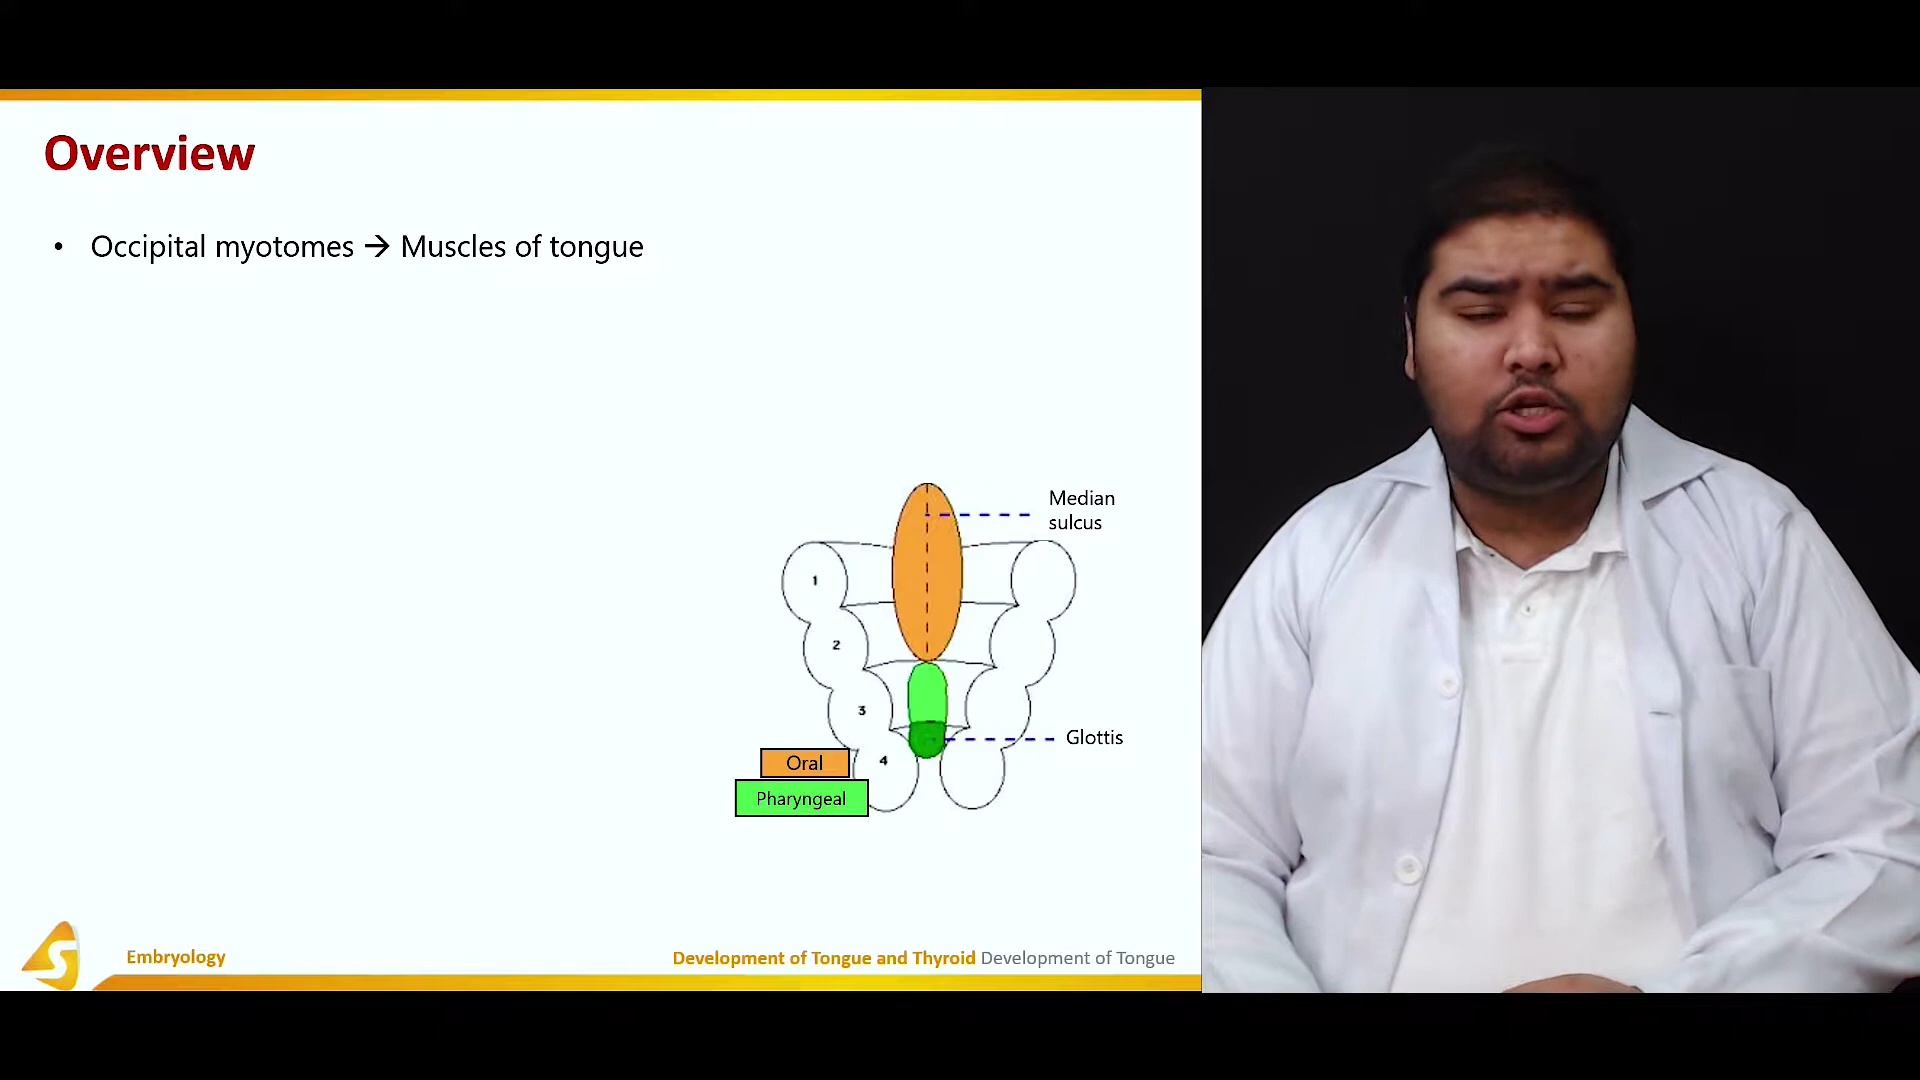 Overview
• Occipital myotomes → Muscles of tongue
Median
sulcus
1
2
3
4
Glottis
Oral
Pharyngeal
S
Embryology
Development of Tongue and Thyroid Development of Tongue